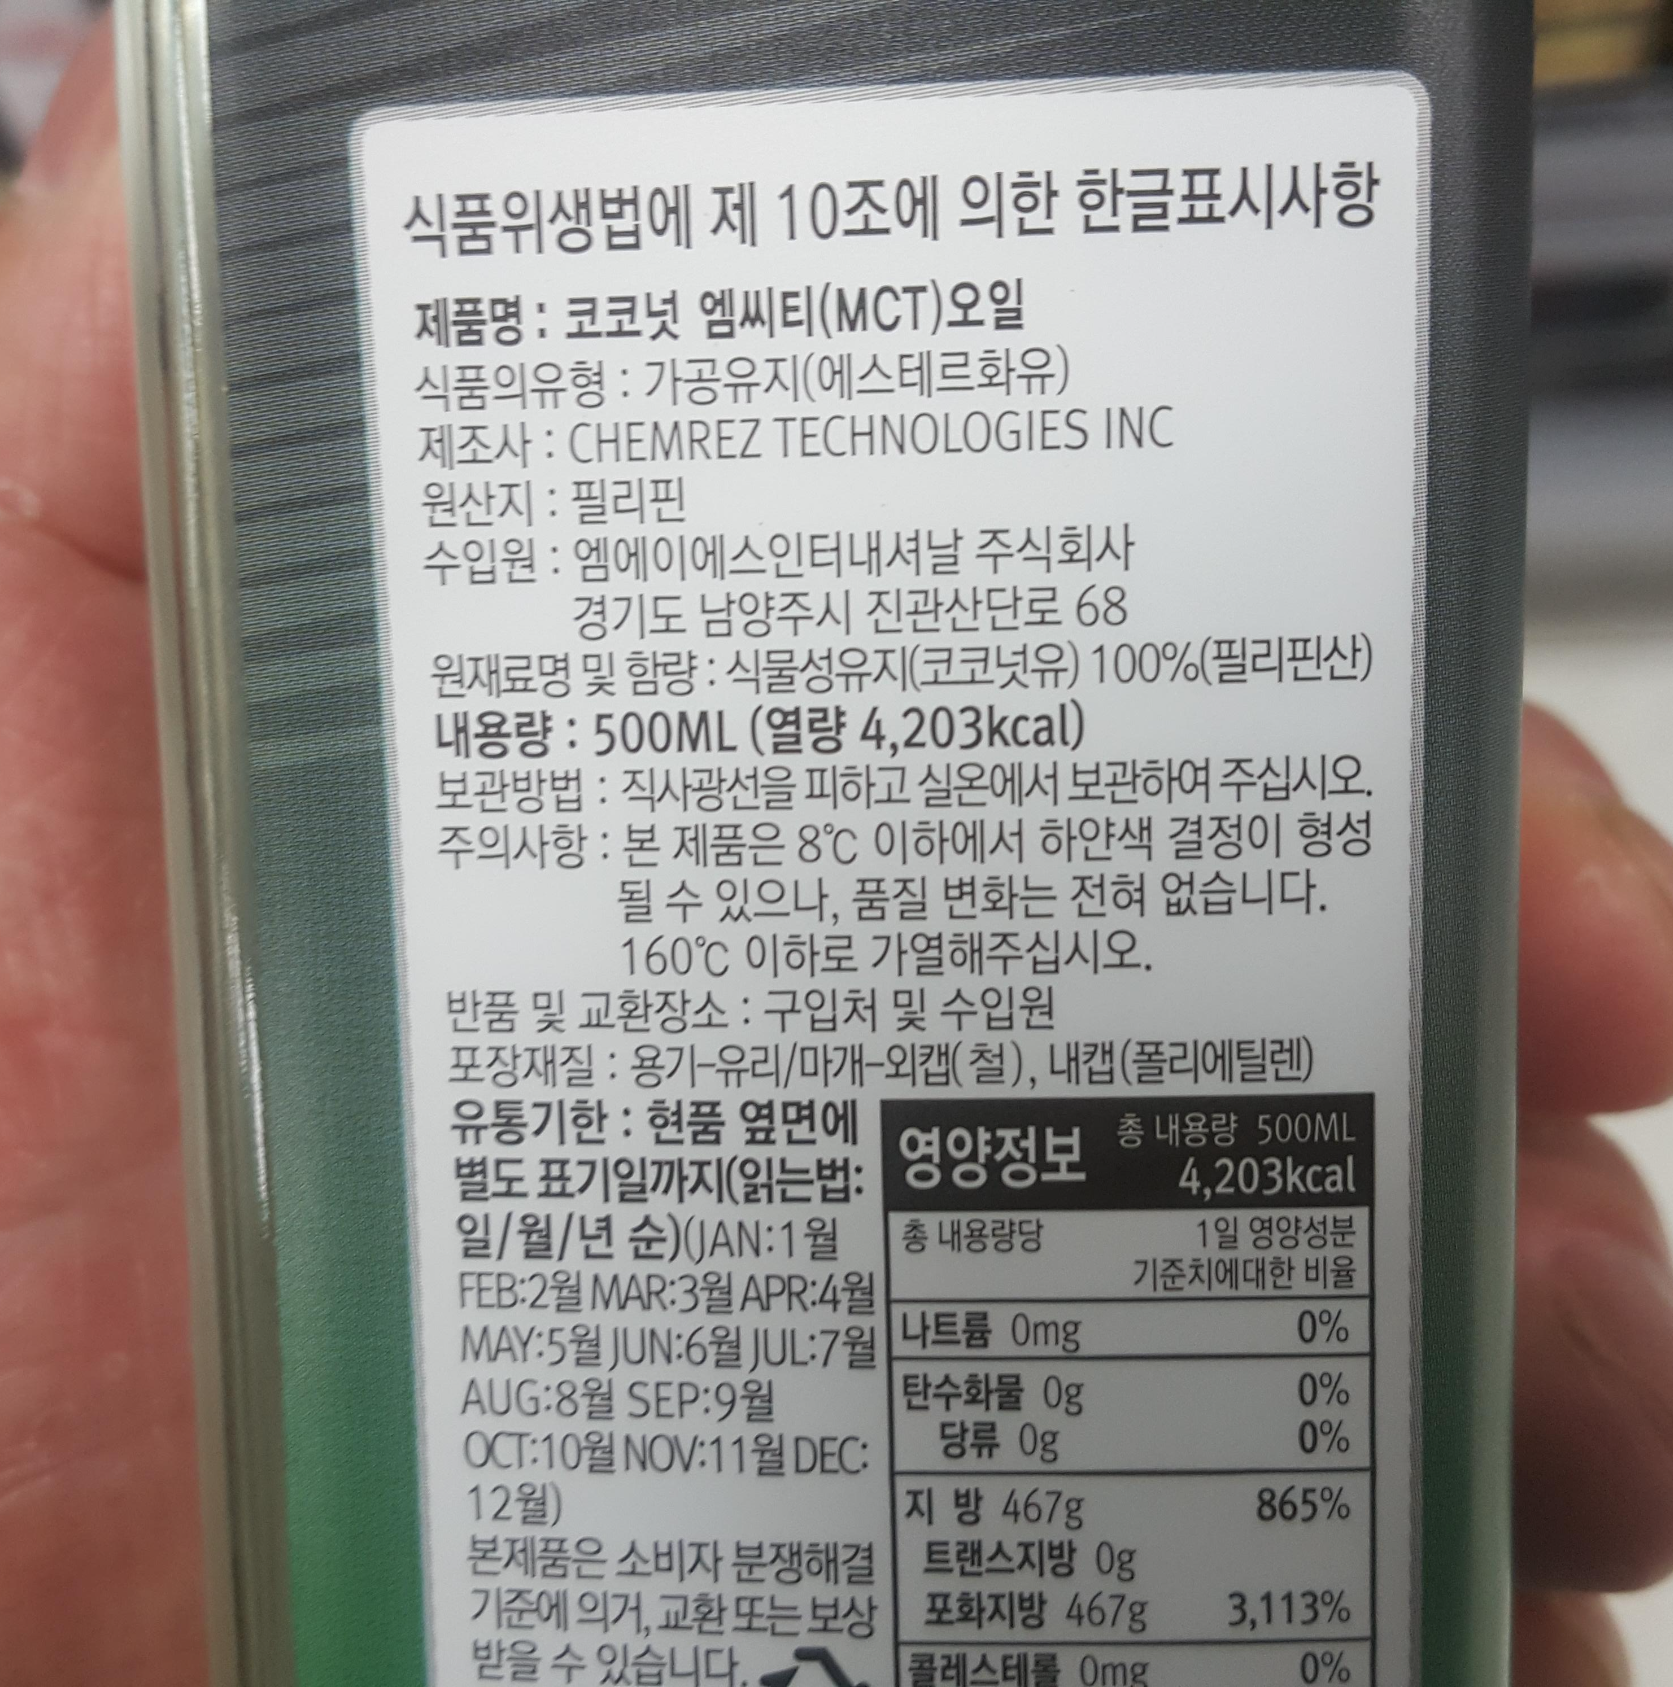 식품위생법에 제 10조에 의한 한글표시사항
제품명 : 코코넛 엠씨티(MCT)오일
식품의유형 : 가공유지(에스테르화유)
제조사 : CHEMREZ TECHNOLOGIES INC
원산지 : 필리핀
수입원 : 엠에이에스인터내셔날 주식회사
경기도 남양주시 진관산단로 68
원재료명 및 함량 : 식물성유지(코코넛유) 100%(필리핀산)
내용량 : 500ML (열량 4,203kcal)
보관방법 : 직사광선을 피하고 실온에서 보관하여 주십시오.
주의사항 : 본 제품은 8℃ 이하에서 하얀색 결정이 형성
될 수 있으나, 품질 변화는 전혀 없습니다.
160℃ 이하로 가열해주십시오.
반품 및 교환장소 : 구입처 및 수입원
포장재질 : 용기-유리/마개-외캡(철), 내캡(폴리에틸렌)
유통기한 : 현품 옆면에
별도 표기일까지(읽는법:
일/월/년 순)(JAN:1월
FEB:2월 MAR:3월 APR:4월
MAY:5월 JUN:6월 JUL:7월
AUG:8월 SEP:9월
OCT:10월 NOV:11월 DEC:
12월)
본제품은 소비자 분쟁해결
기준에 의거, 교환 또는 보상
받을 수 있습니다.
영양정보 총 내용량 500ML
4,203kcal
총 내용량당 1일 영양성분
기준치에대한 비율
나트륨 0mg 0%
탄수화물 0g 0%
당류 0g 0%
지 방 467g 865%
트랜스지방 0g
포화지방 467g 3,113%
콜레스테롤 0mg 0%